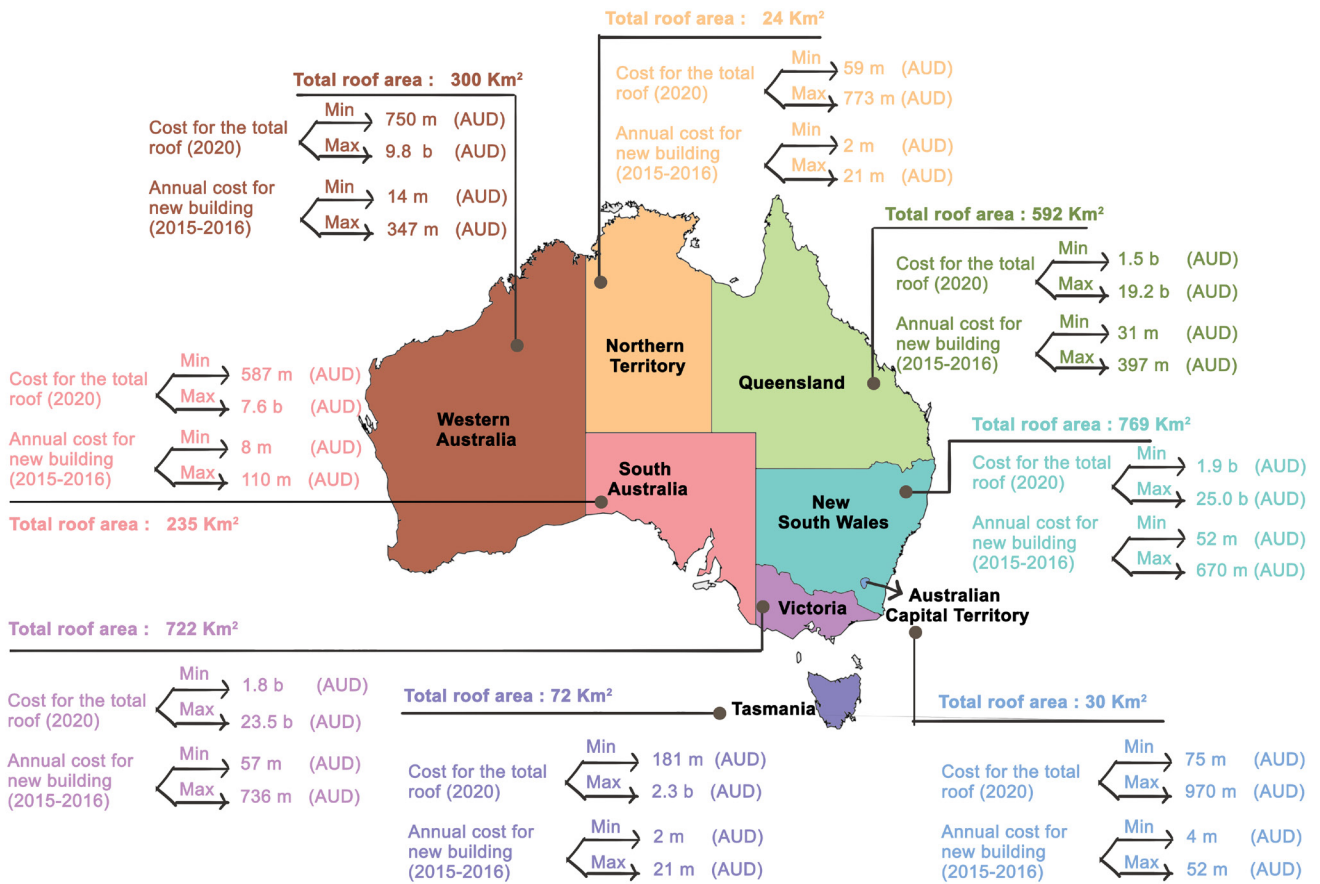 Total roof area : 24 Km²
Cost for the total
roof (2020)
Min
59 m (AUD)
Max
773 m (AUD)
Annual cost for
new building
(2015-2016)
Min
2 m (AUD)
Max
21 m (AUD)
Total roof area : 300 Km²
Cost for the total
roof (2020)
Min
750 m (AUD)
Max
9.8 b (AUD)
Annual cost for
new building
(2015-2016)
Min
14 m (AUD)
Max
347 m (AUD)
Total roof area : 592 Km²
Cost for the total
roof (2020)
Min
1.5 b (AUD)
Max
19.2 b (AUD)
Annual cost for
new building
(2015-2016)
Min
31 m (AUD)
Max
397 m (AUD)
Cost for the total
roof (2020)
Min
587 m (AUD)
Max
7.6 b (AUD)
Annual cost for
new building
(2015-2016)
Min
8 m (AUD)
Max
110 m (AUD)
Total roof area : 235 Km²
Northern
Territory
Queensland
Western
Australia
South
Australia
New
South Wales
Victoria
Australian
Capital Territory
Tasmania
Total roof area : 769 Km²
Cost for the total
roof (2020)
Min
1.9 b (AUD)
Max
25.0 b (AUD)
Annual cost for
new building
(2015-2016)
Min
52 m (AUD)
Max
670 m (AUD)
Total roof area : 722 Km²
Cost for the total
roof (2020)
Min
1.8 b (AUD)
Max
23.5 b (AUD)
Annual cost for
new building
(2015-2016)
Min
57 m (AUD)
Max
736 m (AUD)
Total roof area : 72 Km²
Cost for the total
roof (2020)
Min
181 m (AUD)
Max
2.3 b (AUD)
Annual cost for
new building
(2015-2016)
Min
2 m (AUD)
Max
21 m (AUD)
Total roof area : 30 Km²
Cost for the total
roof (2020)
Min
75 m (AUD)
Max
970 m (AUD)
Annual cost for
new building
(2015-2016)
Min
4 m (AUD)
Max
52 m (AUD)